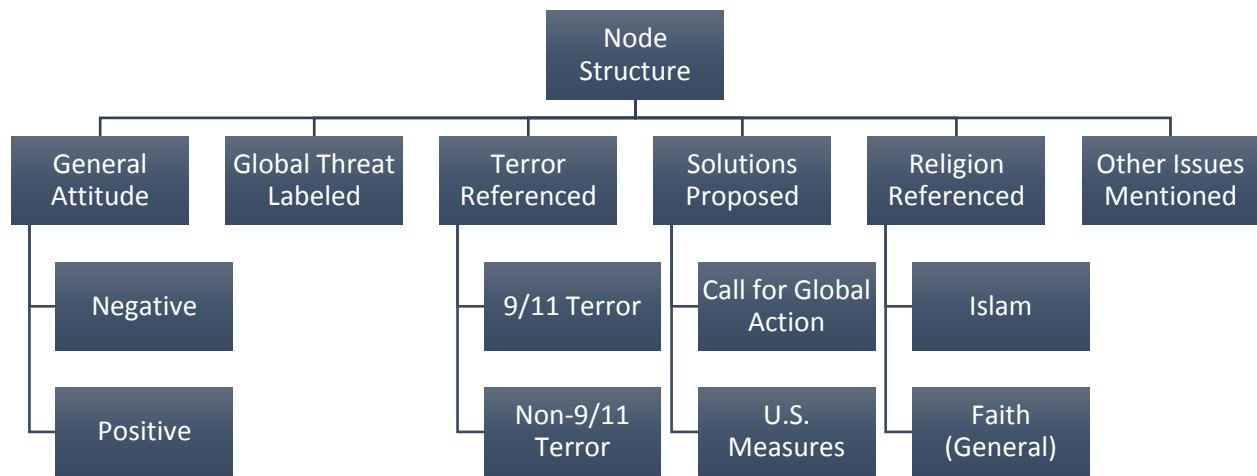 Node
Structure
General
Attitude
Global Threat
Labeled
Terror
Referenced
Solutions
Proposed
Religion
Referenced
Other Issues
Mentioned
Negative
9/11 Terror
Call for Global
Action
Islam
Positive
Non-9/11
Terror
U.S.
Measures
Faith
(General)